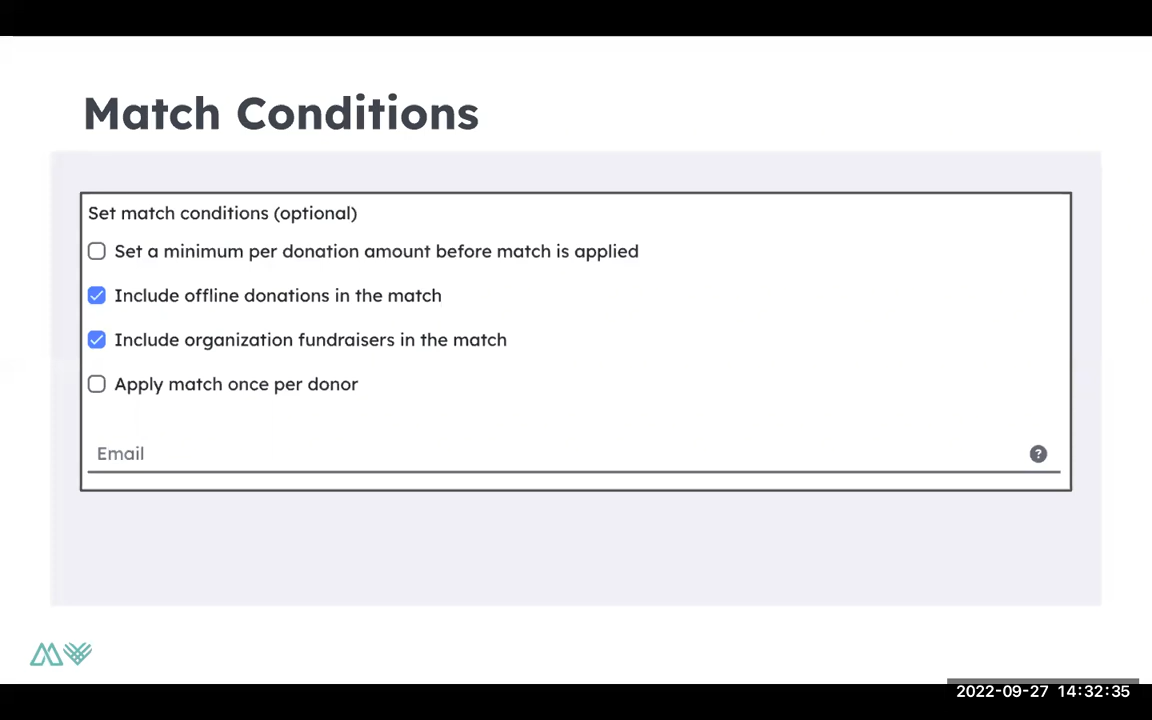 Match Conditions
Set match conditions (optional)
Set a minimum per donation amount before match is applied
Include offline donations in the match
Include organization fundraisers in the match
Apply match once per donor
Email
?
2022-09-27 14:32:35